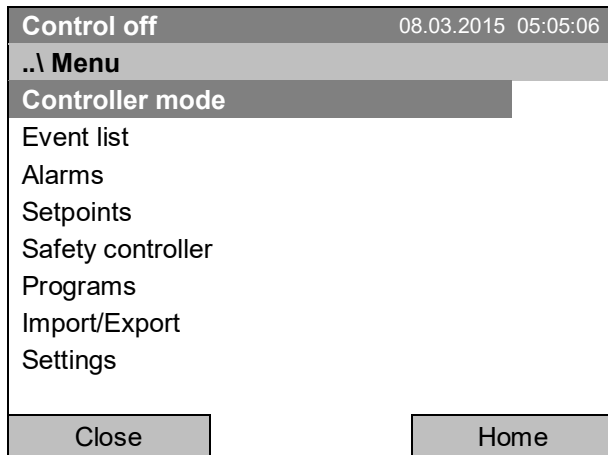 Control off 08.03.2015 05:05:06
..\ Menu
Controller mode
Event list
Alarms
Setpoints
Safety controller
Programs
Import/Export
Settings
Close Home